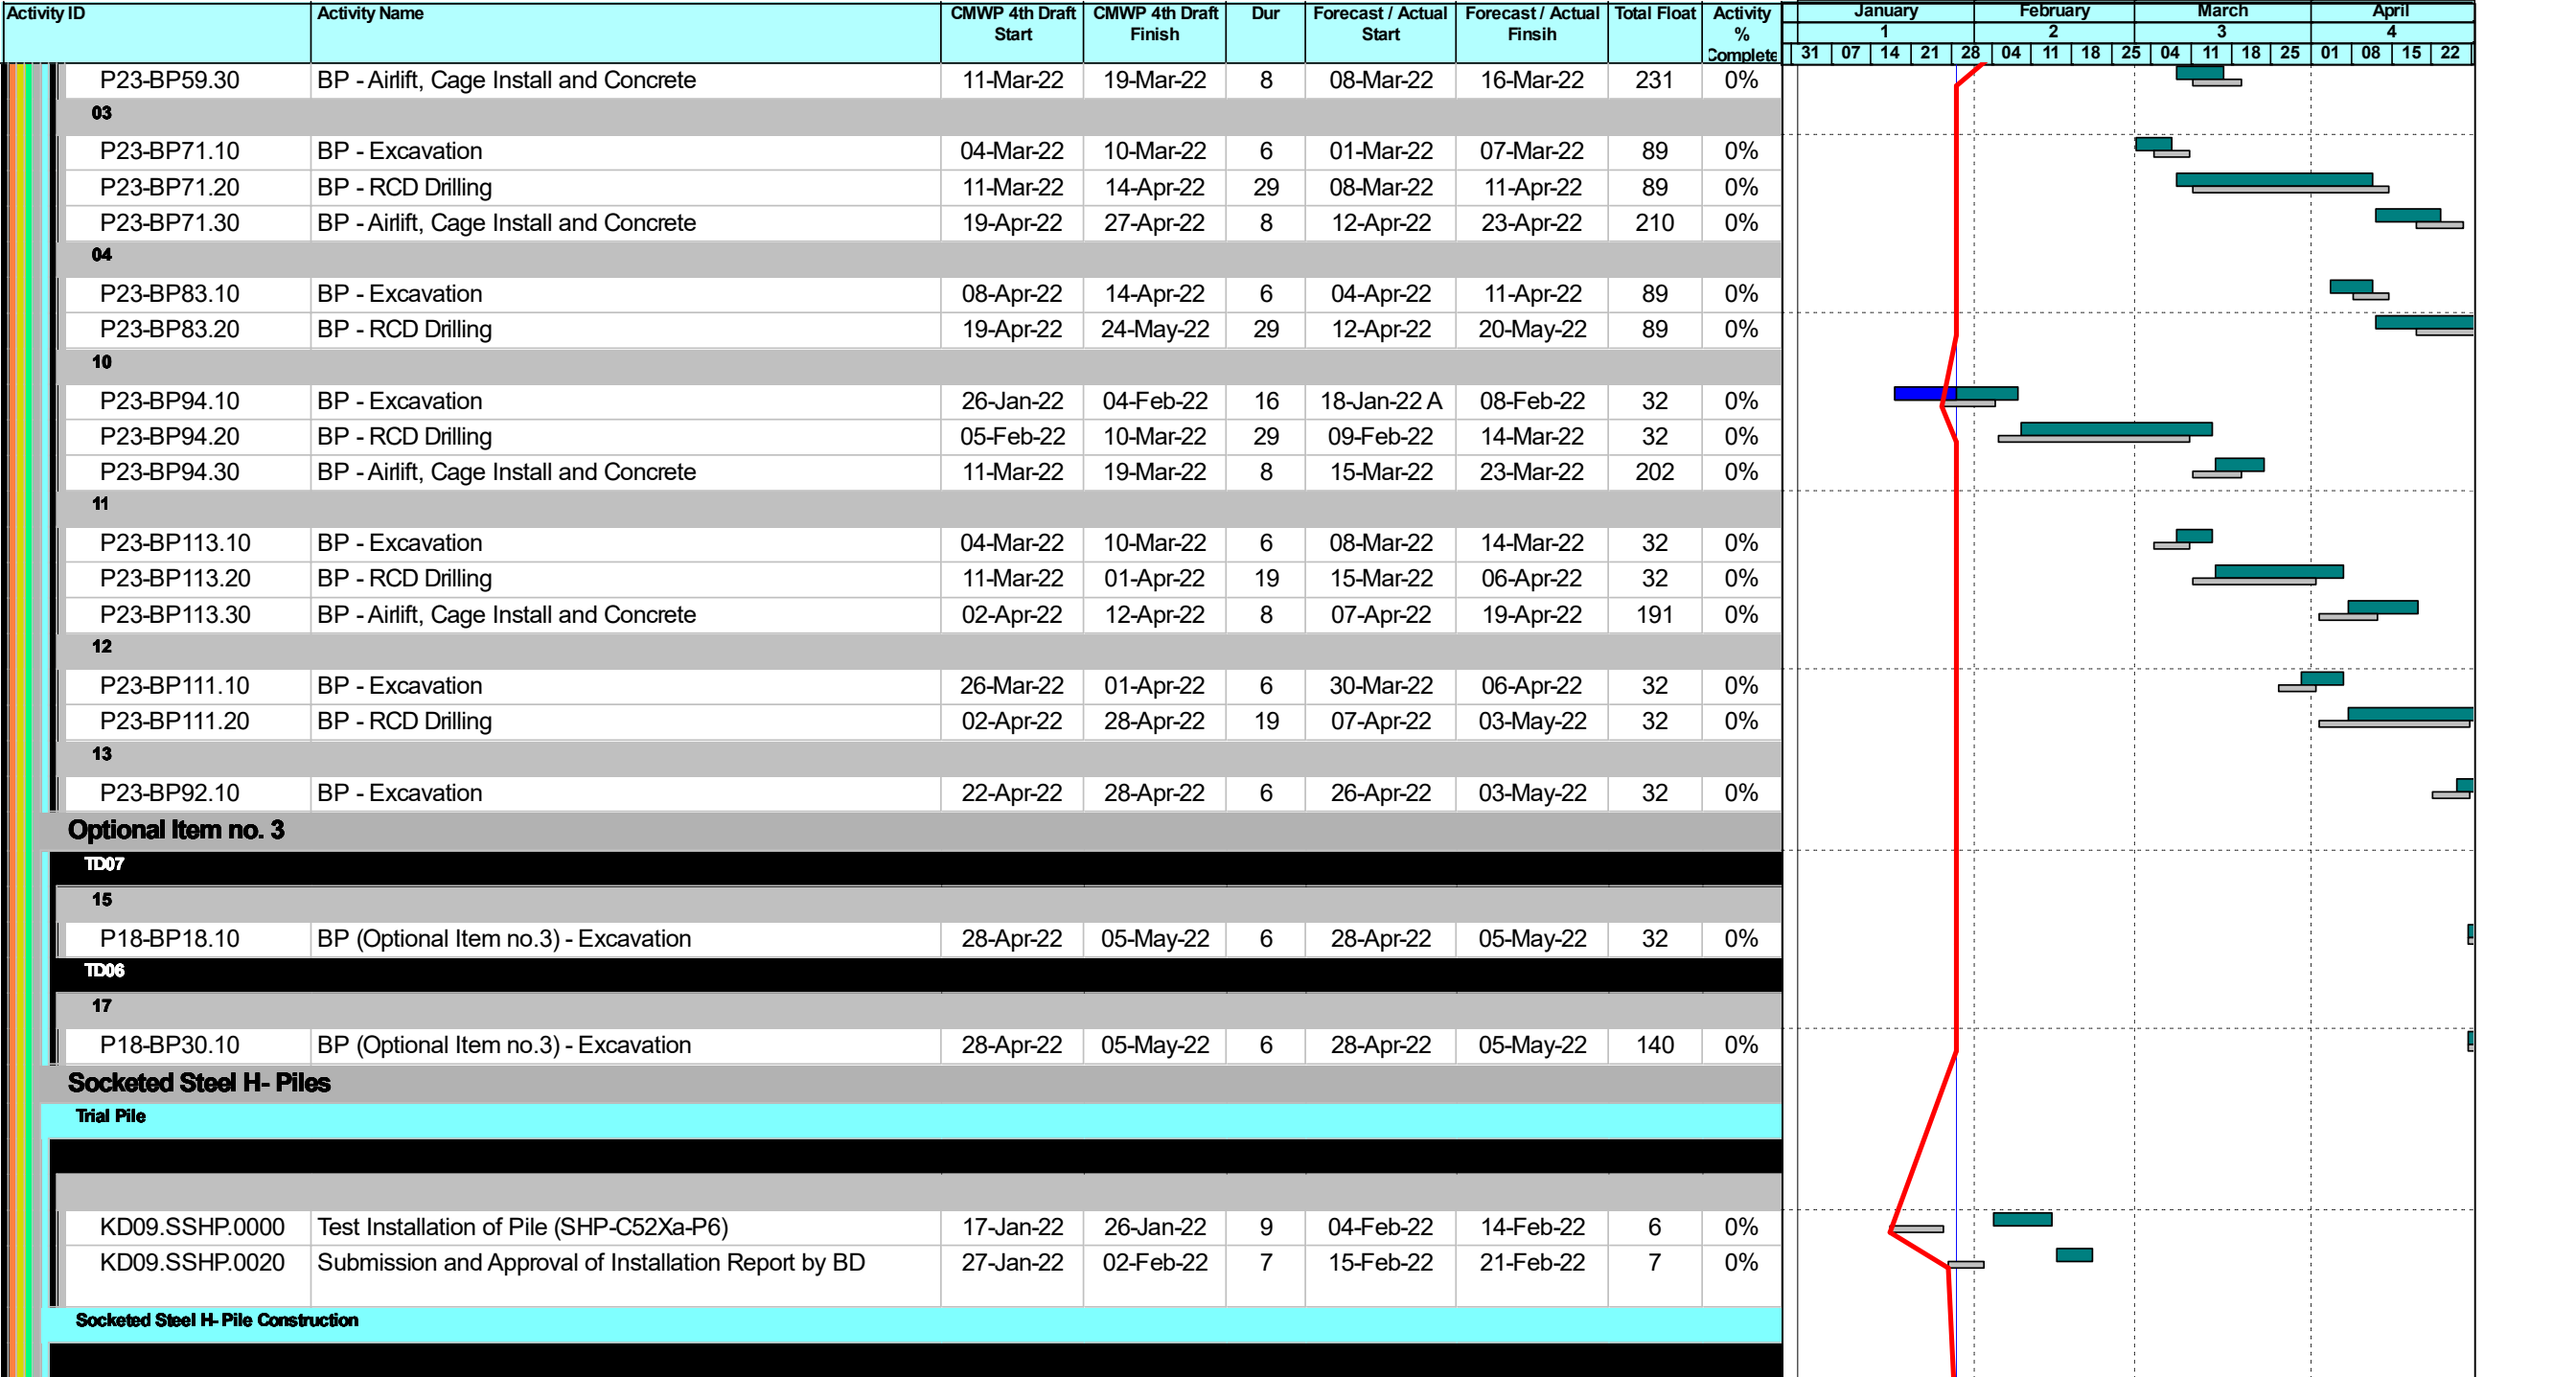 Activity ID Activity Name CMWP 4th Draft Start CMWP 4th Draft Finish Dur Forecast / Actual Start Forecast / Actual Finsih Total Float Activity % Complete January February March April
1 2 3 4
31 07 14 21 28 04 11 18 25 04 11 18 25 01 08 15 22
P23-BP59.30 BP - Airlift, Cage Install and Concrete 11-Mar-22 19-Mar-22 8 08-Mar-22 16-Mar-22 231 0%
03
P23-BP71.10 BP - Excavation 04-Mar-22 10-Mar-22 6 01-Mar-22 07-Mar-22 89 0%
P23-BP71.20 BP - RCD Drilling 11-Mar-22 14-Apr-22 29 08-Mar-22 11-Apr-22 89 0%
P23-BP71.30 BP - Airlift, Cage Install and Concrete 19-Apr-22 27-Apr-22 8 12-Apr-22 23-Apr-22 210 0%
04
P23-BP83.10 BP - Excavation 08-Apr-22 14-Apr-22 6 04-Apr-22 11-Apr-22 89 0%
P23-BP83.20 BP - RCD Drilling 19-Apr-22 24-May-22 29 12-Apr-22 20-May-22 89 0%
10
P23-BP94.10 BP - Excavation 26-Jan-22 04-Feb-22 16 18-Jan-22 A 08-Feb-22 32 0%
P23-BP94.20 BP - RCD Drilling 05-Feb-22 10-Mar-22 29 09-Feb-22 14-Mar-22 32 0%
P23-BP94.30 BP - Airlift, Cage Install and Concrete 11-Mar-22 19-Mar-22 8 15-Mar-22 23-Mar-22 202 0%
11
P23-BP113.10 BP - Excavation 04-Mar-22 10-Mar-22 6 08-Mar-22 14-Mar-22 32 0%
P23-BP113.20 BP - RCD Drilling 11-Mar-22 01-Apr-22 19 15-Mar-22 06-Apr-22 32 0%
P23-BP113.30 BP - Airlift, Cage Install and Concrete 02-Apr-22 12-Apr-22 8 07-Apr-22 19-Apr-22 191 0%
12
P23-BP111.10 BP - Excavation 26-Mar-22 01-Apr-22 6 30-Mar-22 06-Apr-22 32 0%
P23-BP111.20 BP - RCD Drilling 02-Apr-22 28-Apr-22 19 07-Apr-22 03-May-22 32 0%
13
P23-BP92.10 BP - Excavation 22-Apr-22 28-Apr-22 6 26-Apr-22 03-May-22 32 0%
Optional Item no. 3
TD07
15
P18-BP18.10 BP (Optional Item no.3) - Excavation 28-Apr-22 05-May-22 6 28-Apr-22 05-May-22 32 0%
TD06
17
P18-BP30.10 BP (Optional Item no.3) - Excavation 28-Apr-22 05-May-22 6 28-Apr-22 05-May-22 140 0%
Socketed Steel H- Piles
Trial Pile
KD09.SSHP.0000 Test Installation of Pile (SHP-C52Xa-P6) 17-Jan-22 26-Jan-22 9 04-Feb-22 14-Feb-22 6 0%
KD09.SSHP.0020 Submission and Approval of Installation Report by BD 27-Jan-22 02-Feb-22 7 15-Feb-22 21-Feb-22 7 0%
Socketed Steel H- Pile Construction